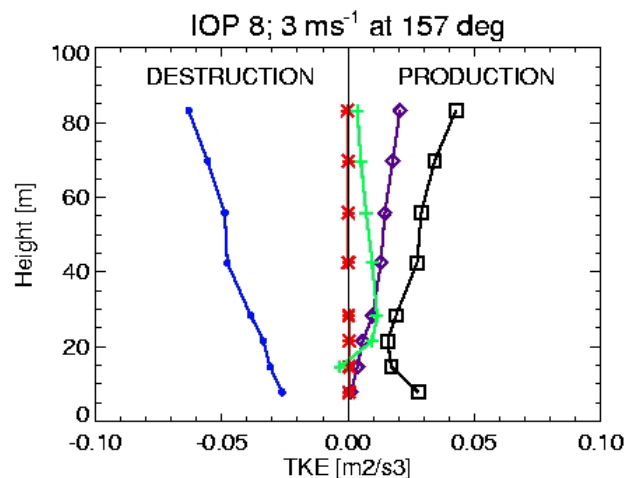 IOP 8; 3 ms⁻¹ at 157 deg
DESTRUCTION PRODUCTION
100
80
60
40
20
0
Height [m]
-0.10 -0.05 0.00 0.05 0.10
TKE [m2/s3]